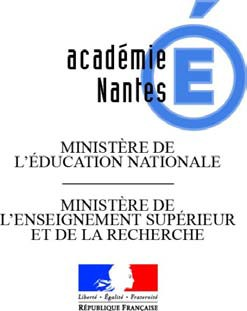 académie
Nantes
É
MINISTÈRE DE
L'ÉDUCATION NATIONALE
MINISTÈRE DE
L'ENSEIGNEMENT SUPÉRIEUR
ET DE LA RECHERCHE
Liberté • Égalité • Fraternité
RÉPUBLIQUE FRANÇAISE